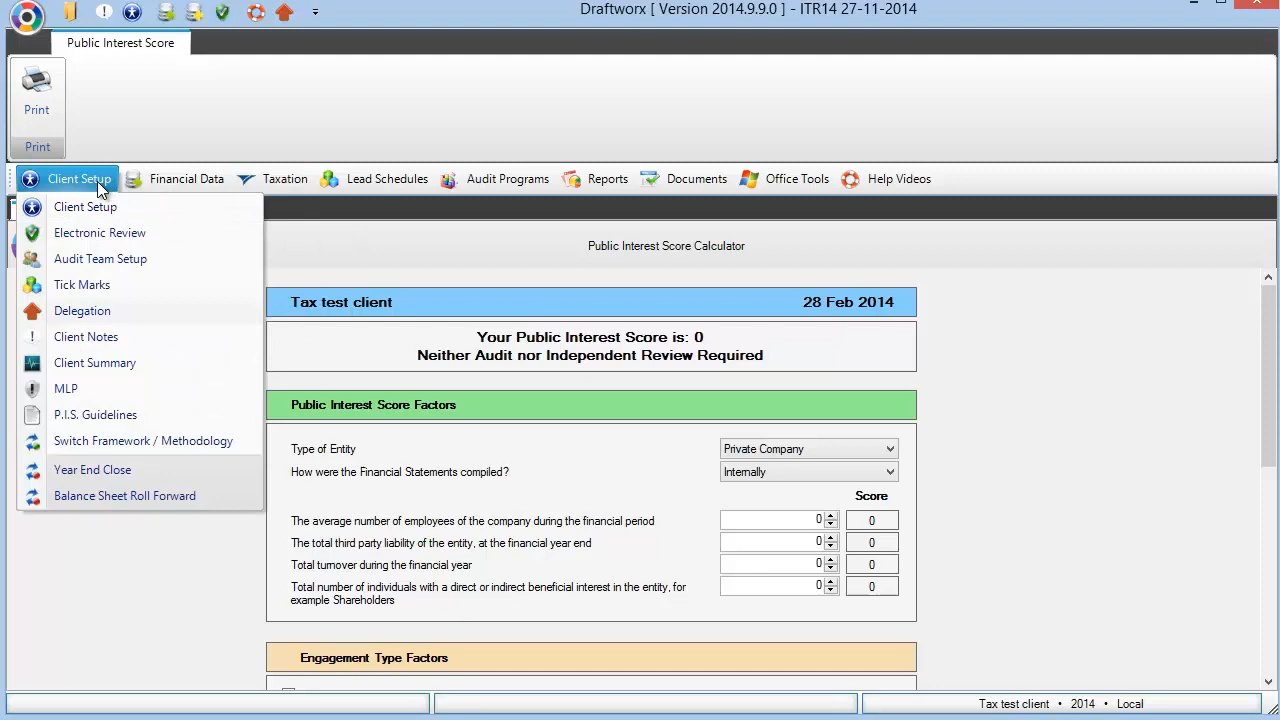 Draftworx [ Version 2014.9.9.0 ] - ITR14 27-11-2014
Public Interest Score
Print
Print
Client Setup Financial Data Taxation Lead Schedules Audit Programs Reports Documents Office Tools Help Videos
Client Setup
Electronic Review
Audit Team Setup
Tick Marks
Delegation
Client Notes
Client Summary
MLP
P.I.S. Guidelines
Switch Framework / Methodology
Year End Close
Balance Sheet Roll Forward
Public Interest Score Calculator
Tax test client 28 Feb 2014
Your Public Interest Score is: 0
Neither Audit nor Independent Review Required
Public Interest Score Factors
Type of Entity Private Company
How were the Financial Statements compiled? Internally
Score
The average number of employees of the company during the financial period 0 0
The total third party liability of the entity, at the financial year end 0 0
Total turnover during the financial year 0 0
Total number of individuals with a direct or indirect beneficial interest in the entity, for 0 0
example Shareholders
Engagement Type Factors
Tax test client • 2014 • Local